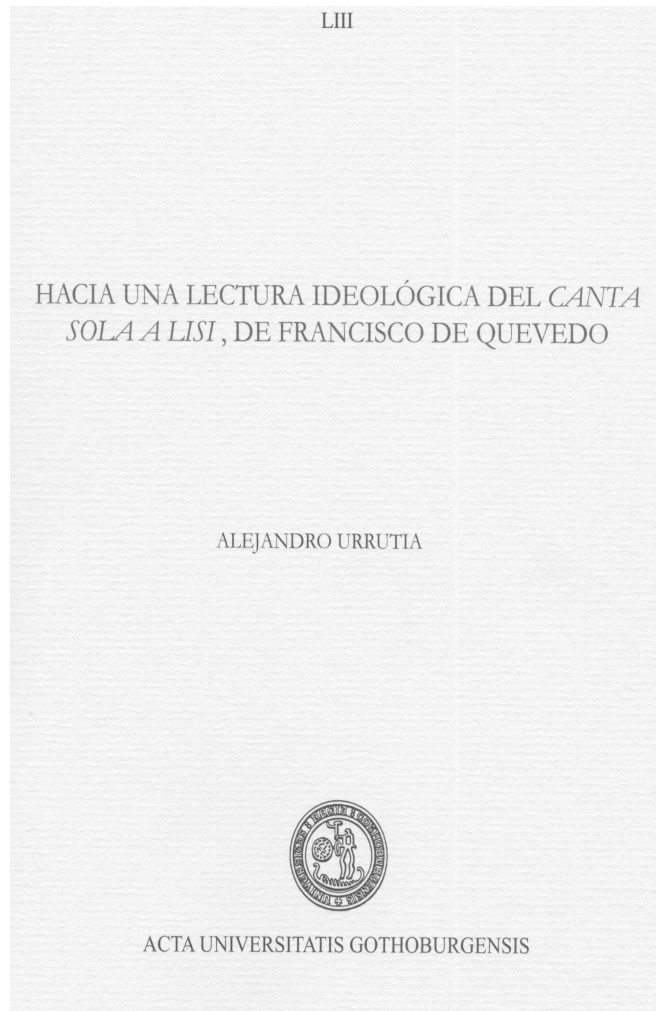 LIII
HACIA UNA LECTURA IDEOLÓGICA DEL CANTA
SOLA A LISI , DE FRANCISCO DE QUEVEDO
ALEJANDRO URRUTIA
ACTA UNIVERSITATIS GOTHOBURGENSIS